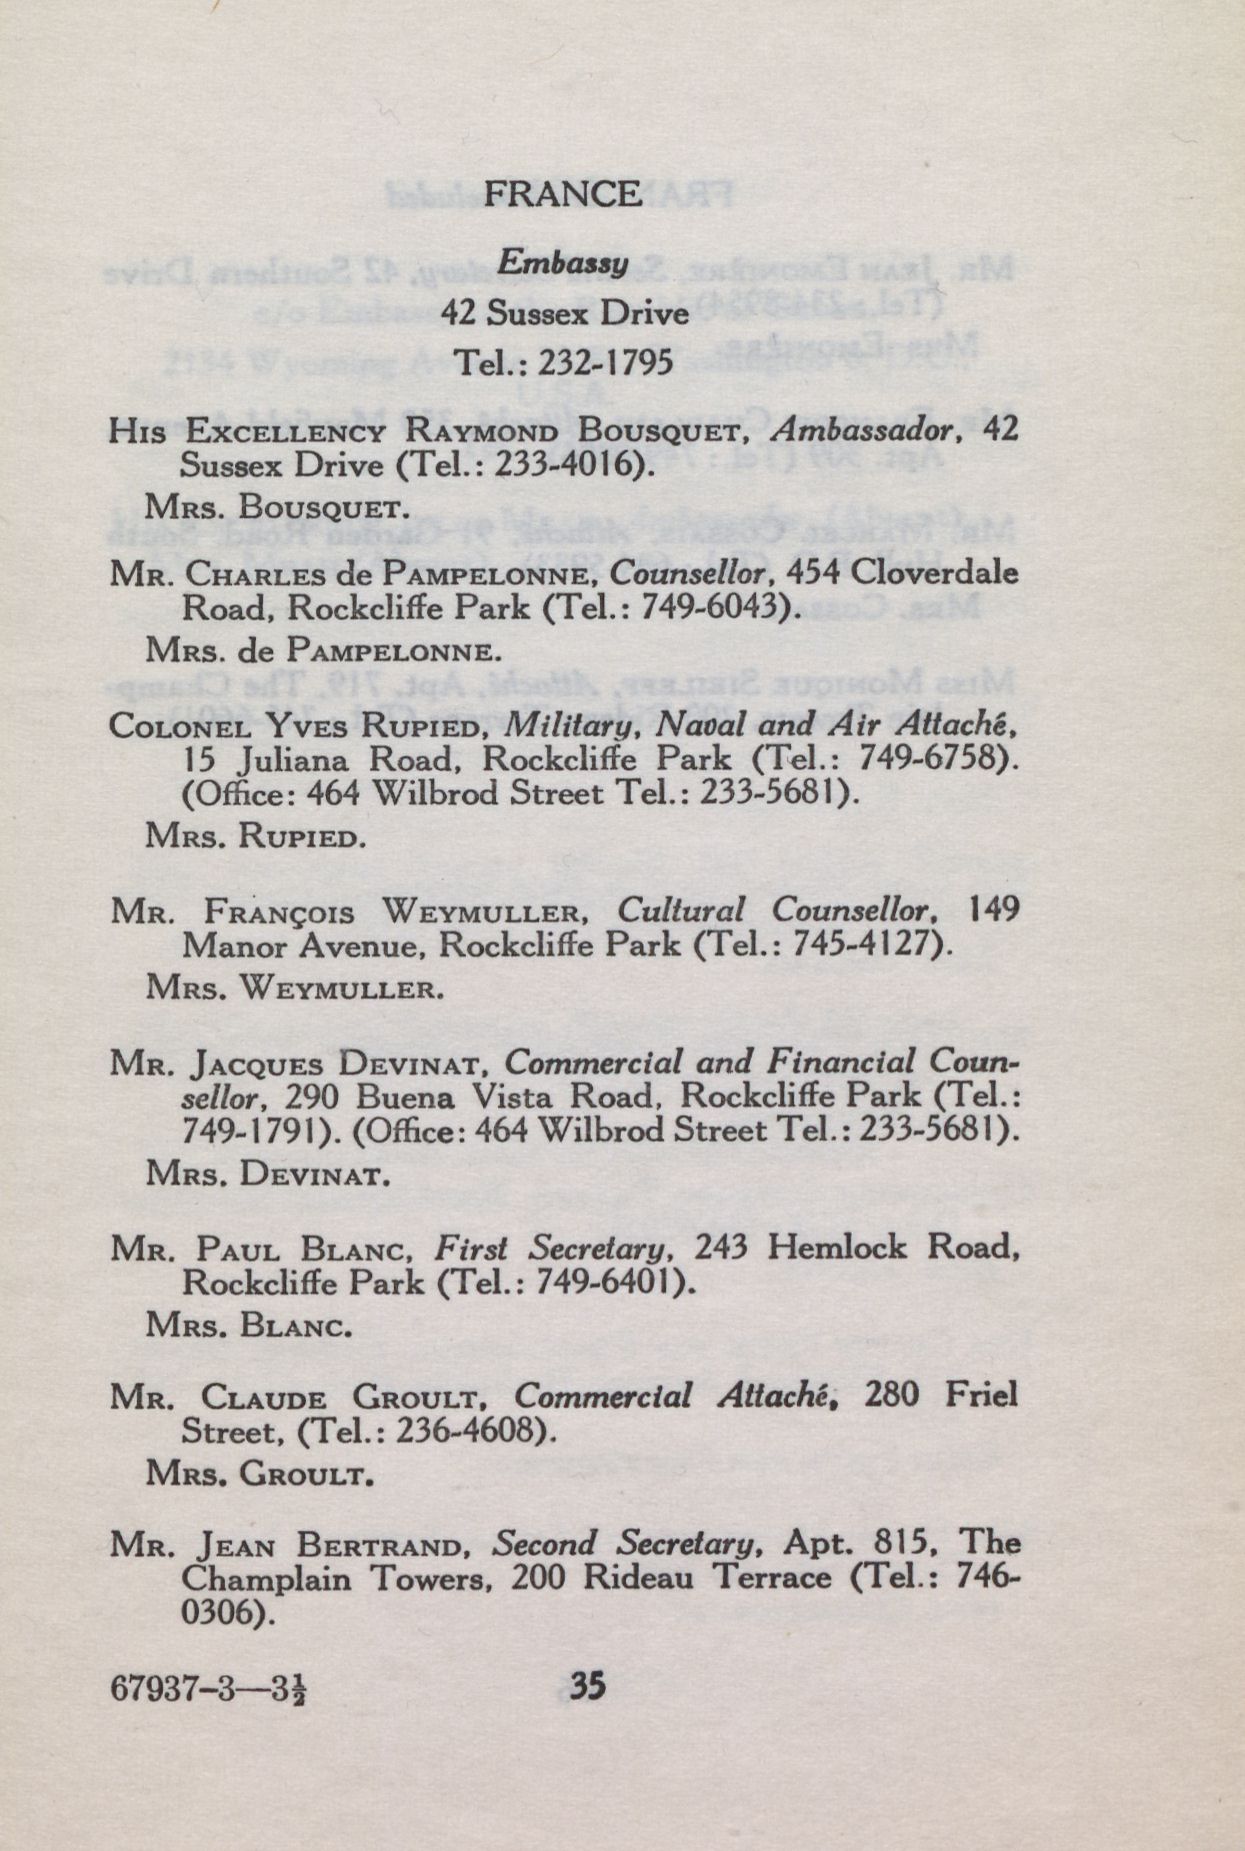 FRANCE
Embassy
42 Sussex Drive
Tel.: 232-1795
HIS EXCELLENCY RAYMOND BOUSQUET, Ambassador, 42
Sussex Drive (Tel.: 233-4016).
MRS. BOUSQUET.
MR. CHARLES de PAMPELONNE, Counsellor, 454 Cloverdale
Road, Rockcliffe Park (Tel.: 749-6043).
MRS. de PAMPELONNE.
COLONEL YVES RUPIED, Military, Naval and Air Attaché,
15 Juliana Road, Rockcliffe Park (Tel.: 749-6758).
(Office: 464 Wilbrod Street Tel.: 233-5681).
MRS. RUPIED.
MR. FRANÇOIS WEYMULLER, Cultural Counsellor, 149
Manor Avenue, Rockcliffe Park (Tel.: 745-4127).
MRS. WEYMULLER.
MR. JACQUES DEVINAT, Commercial and Financial Coun-
sellor, 290 Buena Vista Road, Rockcliffe Park (Tel.:
749-1791). (Office: 464 Wilbrod Street Tel.: 233-5681).
MRS. DEVINAT.
MR. PAUL BLANC, First Secretary, 243 Hemlock Road,
Rockcliffe Park (Tel.: 749-6401).
MRS. BLANC.
MR. CLAUDE GROULT, Commercial Attaché, 280 Friel
Street, (Tel.: 236-4608).
MRS. GROULT.
MR. JEAN BERTRAND, Second Secretary, Apt. 815, The
Champlain Towers, 200 Rideau Terrace (Tel.: 746-
0306).
67937-3—3½
35